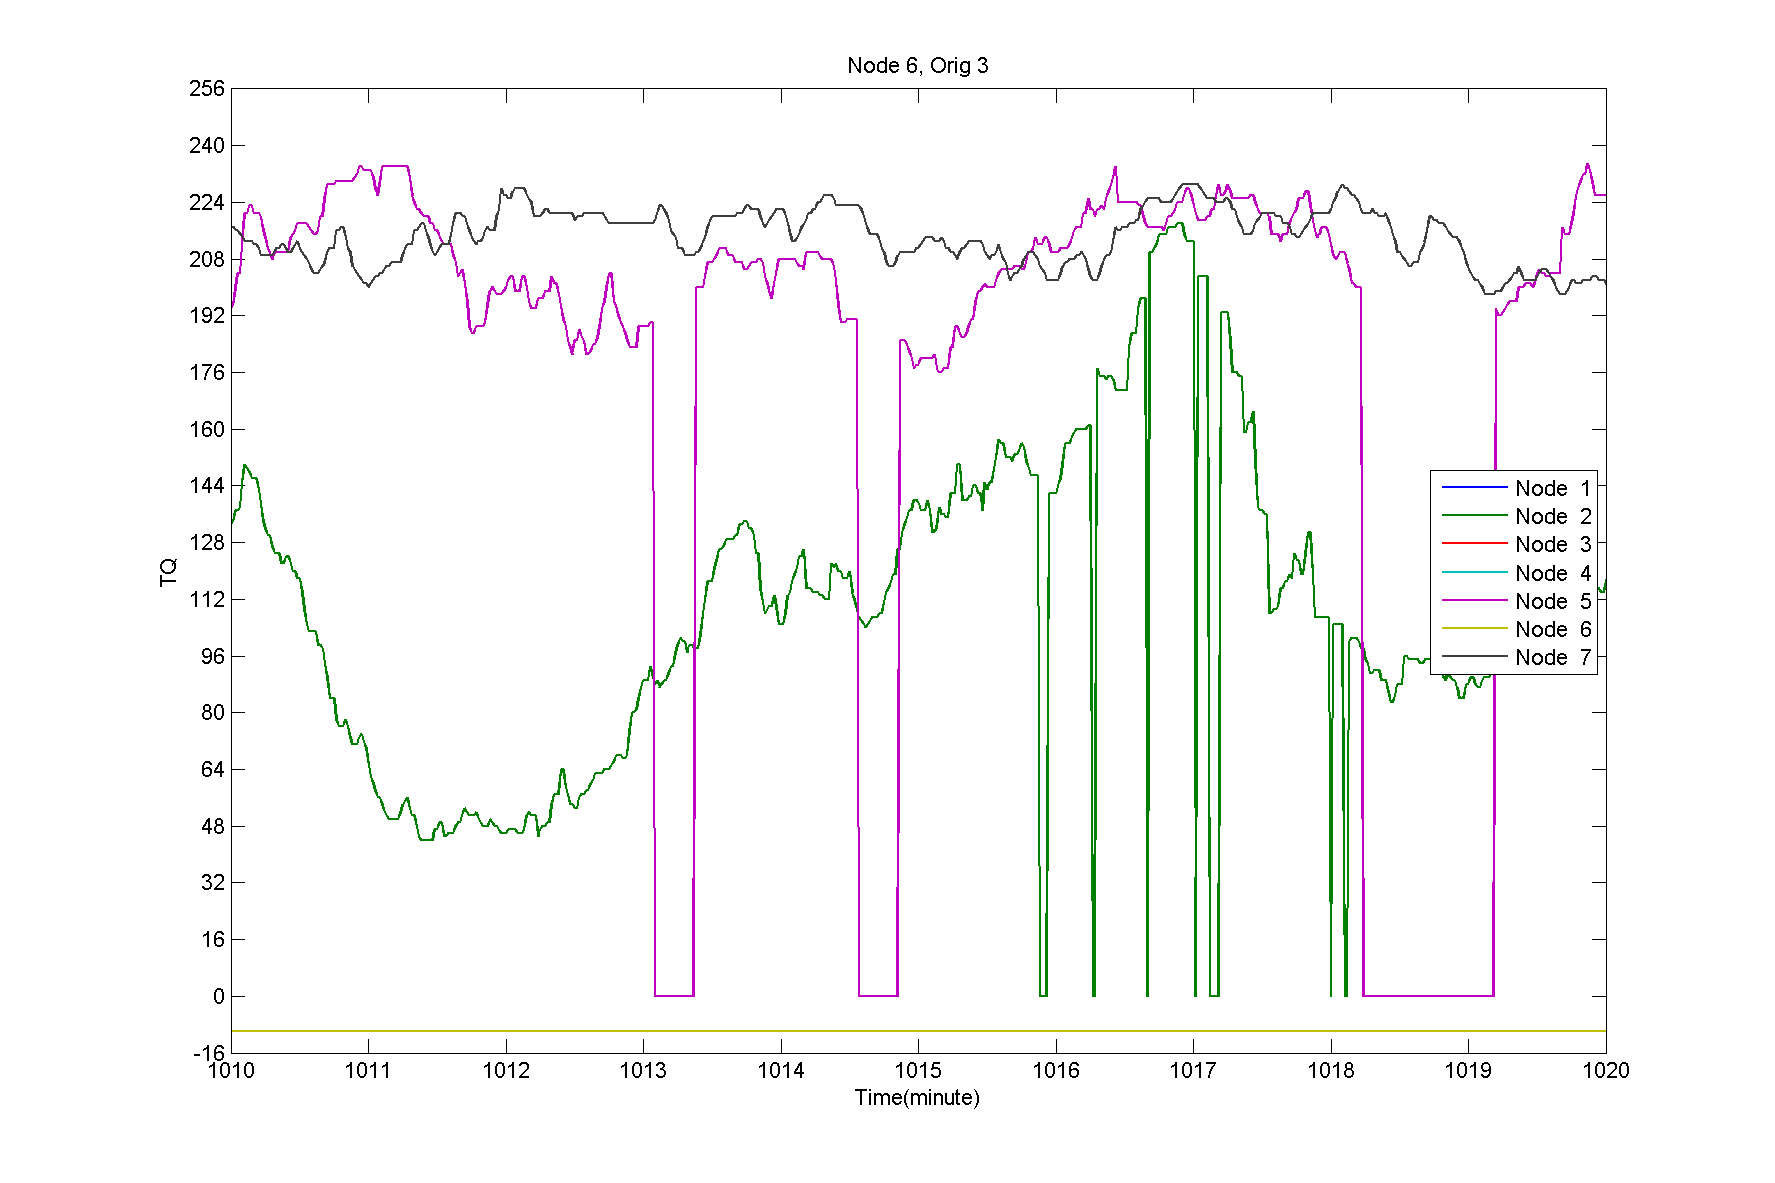 Node 6, Orig 3
256
240
224
208
192
176
160
144
128
112
96
80
64
48
32
16
0
-16
TQ
Node 1
Node 2
Node 3
Node 4
Node 5
Node 6
Node 7
1010 1011 1012 1013 1014 1015 1016 1017 1018 1019 1020
Time(minute)